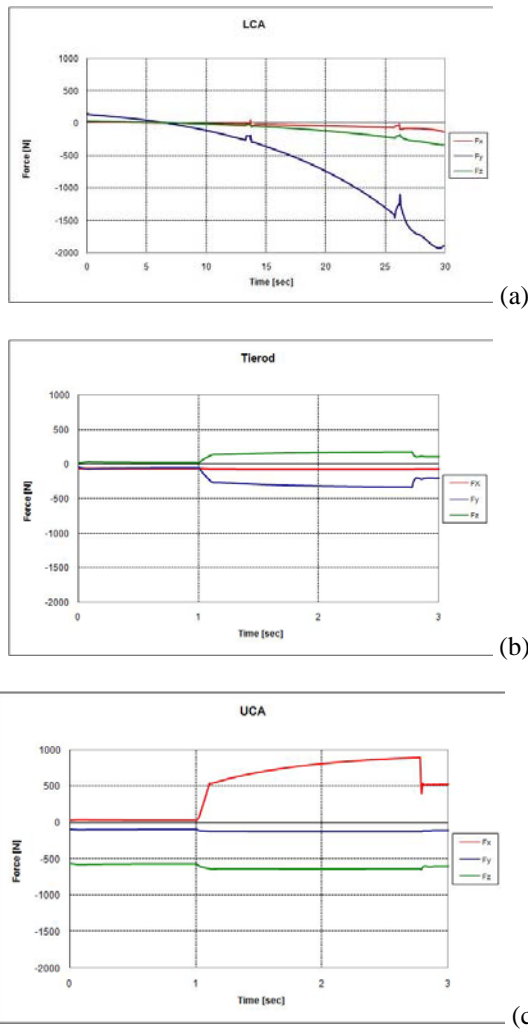 LCA
1000
500
0
-500
-1000
-1500
-2000
Force [N]
0 5 10 15 20 25 30
Time [sec]
Fx
Fy
Fz
(a)
Tierod
1000
500
0
-500
-1000
-1500
-2000
Force [N]
0 1 2 3
Time [sec]
FX
Fy
Fz
(b)
UCA
1000
500
0
-500
-1000
-1500
-2000
Force [N]
0 1 2 3
Time [sec]
Fx
Fy
Fz
(c